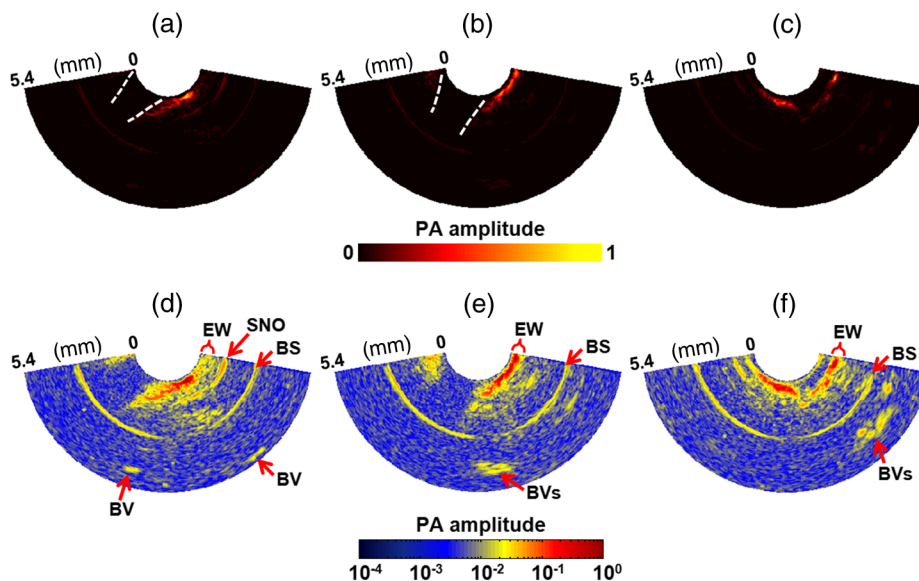 (a) (b) (c)
(mm) 0 (mm) 0 (mm) 0
5.4 5.4 5.4
PA amplitude
0 1
(d) (e) (f)
EW SNO EW EW
(mm) 0 BS (mm) 0 BS (mm) 0 BS
5.4 5.4 5.4
BV BV BVs BVs
PA amplitude
10⁻⁴ 10⁻³ 10⁻² 10⁻¹ 10⁰